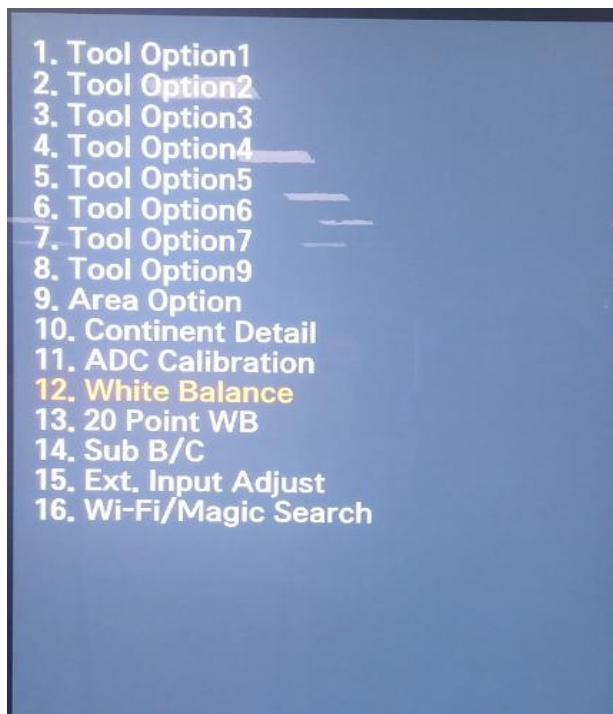 1. Tool Option1
2. Tool Option2
3. Tool Option3
4. Tool Option4
5. Tool Option5
6. Tool Option6
7. Tool Option7
8. Tool Option9
9. Area Option
10. Continent Detail
11. ADC Calibration
12. White Balance
13. 20 Point WB
14. Sub B/C
15. Ext. Input Adjust
16. Wi-Fi/Magic Search